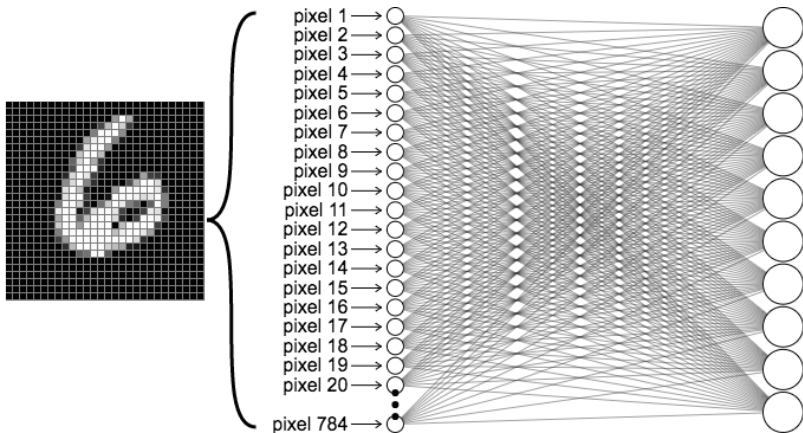 pixel 1
pixel 2
pixel 3
pixel 4
pixel 5
pixel 6
pixel 7
pixel 8
pixel 9
pixel 10
pixel 11
pixel 12
pixel 13
pixel 14
pixel 15
pixel 16
pixel 17
pixel 18
pixel 19
pixel 20
pixel 784
6